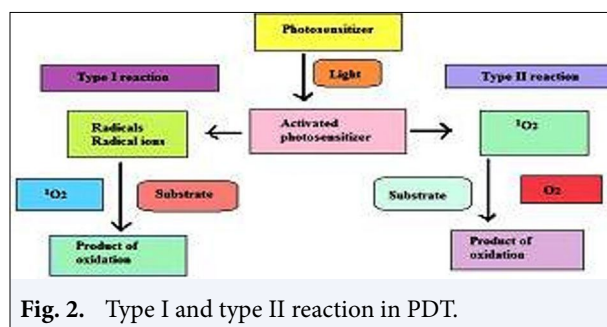 Photosensitizer
Type I reaction
Light
Type II reaction
Radicals
Radical ions
Activated
photosensitizer
¹O2
¹O2
Substrate
Substrate
O2
Product of
oxidation
Product of
oxidation
Fig. 2. Type I and type II reaction in PDT.